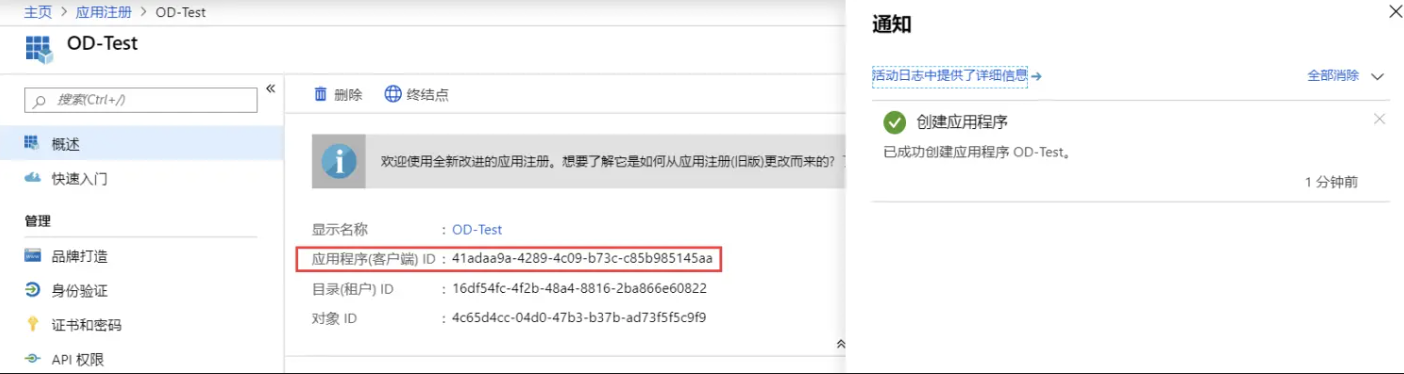 主页 > 应用注册 > OD-Test
OD-Test
搜索(Ctrl+/)
概述
快速入门
管理
品牌打造
身份验证
证书和密码
API 权限
删除 终结点
欢迎使用全新改进的应用注册。想要了解它是如何从应用注册(旧版)更改而来的?
显示名称 : OD-Test
应用程序(客户端) ID : 41adaa9a-4289-4c09-b73c-c85b985145aa
目录(租户) ID : 16df54fc-4f2b-48a4-8816-2ba866e60822
对象 ID : 4c65d4cc-04d0-47b3-b37b-ad73f5f5c9f9
通知
活动日志中提供了详细信息 →
全部消除
创建应用程序
已成功创建应用程序 OD-Test。
1 分钟前